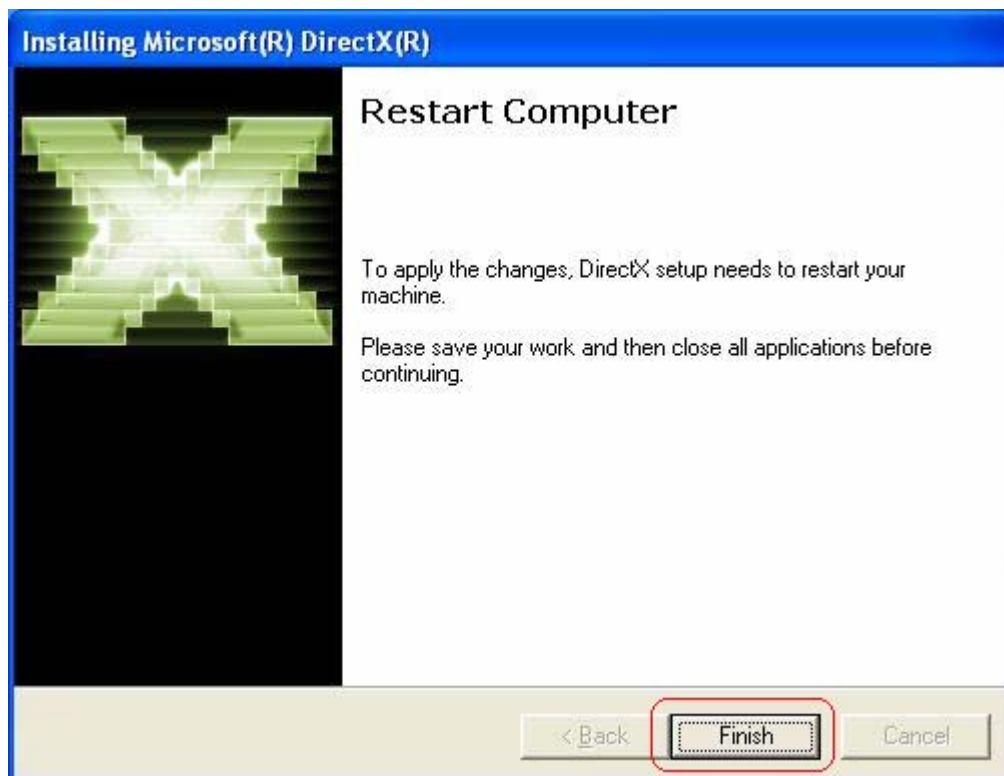 Installing Microsoft(R) DirectX(R)
Restart Computer
To apply the changes, DirectX setup needs to restart your
machine.
Please save your work and then close all applications before
continuing.
< Back
Finish
Cancel